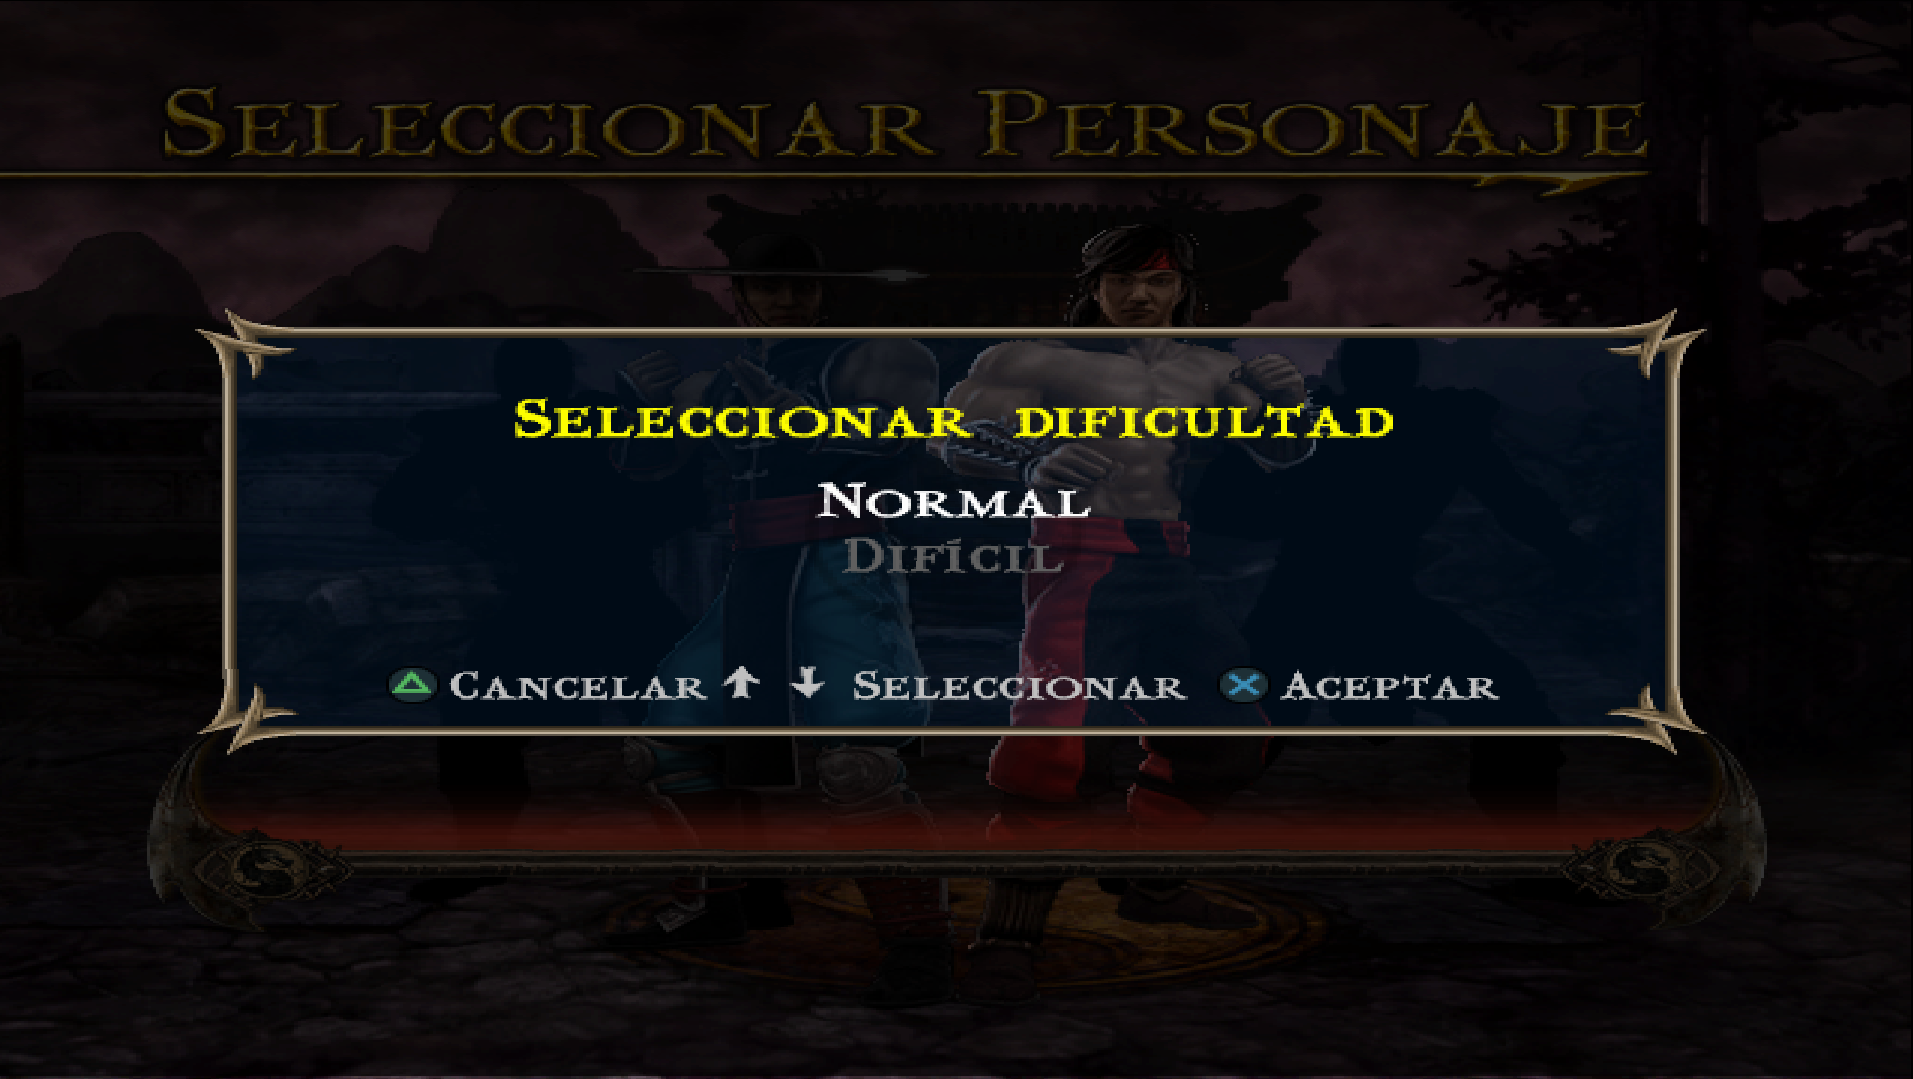 Seleccionar Personaje
Seleccionar dificultad
Normal
Difícil
Cancelar Seleccionar Aceptar